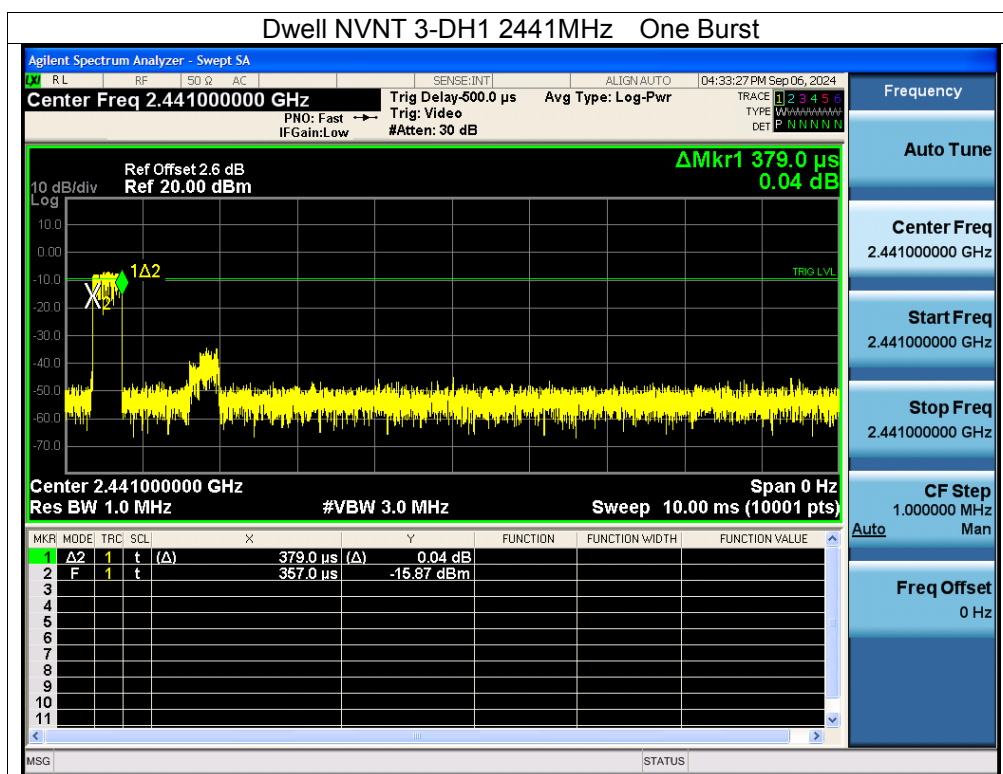 Dwell NVNT 3-DH1 2441MHz One Burst
Agilent Spectrum Analyzer - Swept SA
LXI RL RF 50 Ω AC SENSE:INT ALIGN AUTO 04:33:27 PM Sep 06, 2024
Center Freq 2.441000000 GHz
PNO: Fast
IFGain:Low
Trig Delay-500.0 µs
Trig: Video
#Atten: 30 dB
Avg Type: Log-Pwr
TRACE 1 2 3 4 5 6
TYPE WWWWWW
DET P N N N N N
Ref Offset 2.6 dB
Ref 20.00 dBm
10 dB/div
Log
ΔMkr1 379.0 µs
0.04 dB
10.0
0.00
-10.0
-20.0
-30.0
-40.0
-50.0
-60.0
-70.0
1Δ2
2
TRIG LVL
Center 2.441000000 GHz Span 0 Hz
Res BW 1.0 MHz #VBW 3.0 MHz Sweep 10.00 ms (10001 pts)
MKR MODE TRC SCL X Y FUNCTION FUNCTION WIDTH FUNCTION VALUE
1 Δ2 1 t (Δ) 379.0 µs (Δ) 0.04 dB
2 F 1 t 357.0 µs -15.87 dBm
3
4
5
6
7
8
9
10
11
MSG STATUS
Frequency
Auto Tune
Center Freq
2.441000000 GHz
Start Freq
2.441000000 GHz
Stop Freq
2.441000000 GHz
CF Step
1.000000 MHz
Auto Man
Freq Offset
0 Hz